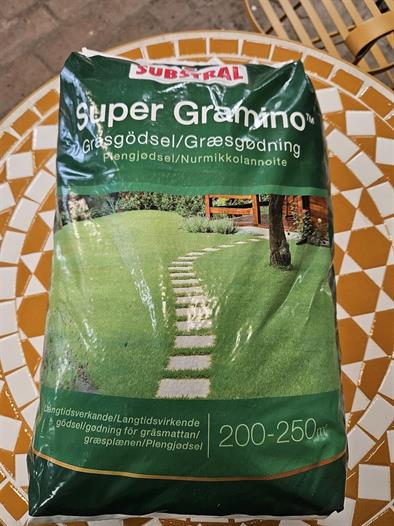 SUBSTRAL
Super Gramino™
Gräsgödsel/Græsgødning
Plengjødsel/Nurmikkolannoite
Långtidsverkande/Langtidsvirkende
gödsel/gødning för gräsmattan/
græsplænen/Plengjødsel
200-250m²